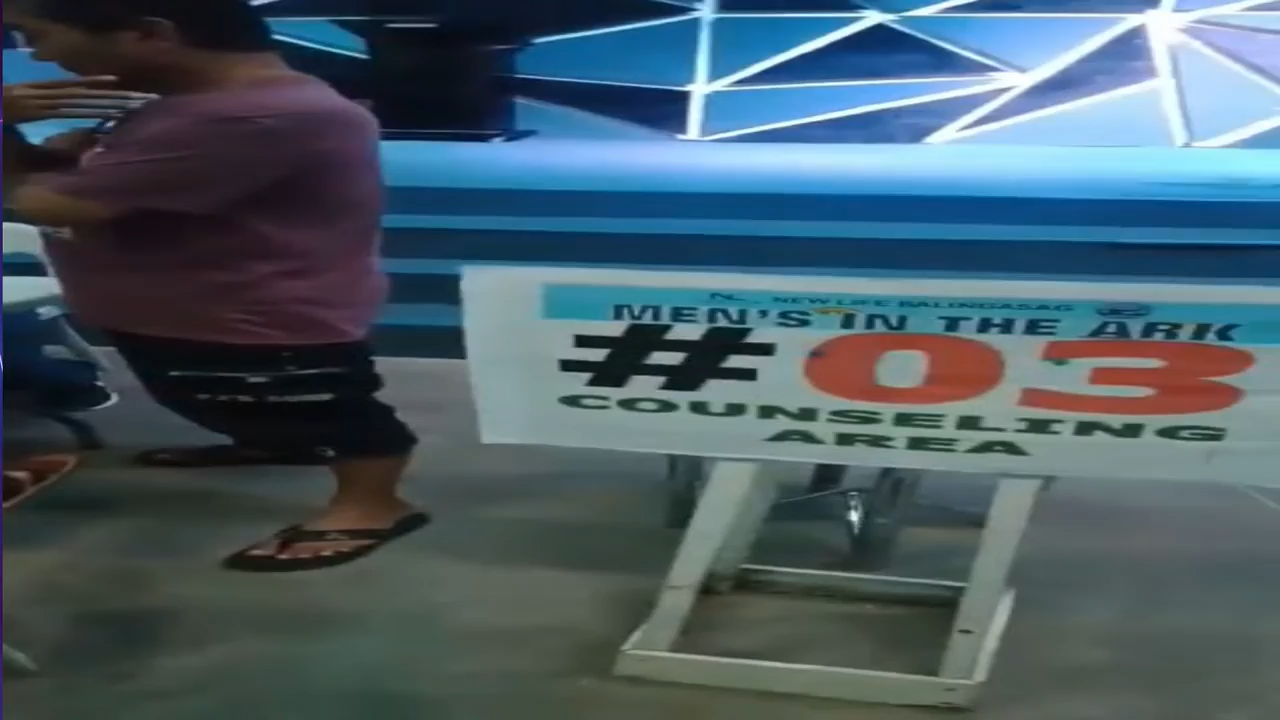 NEW LIFE BALINGASAG
MEN'S IN THE ARK
#03
COUNSELING
AREA